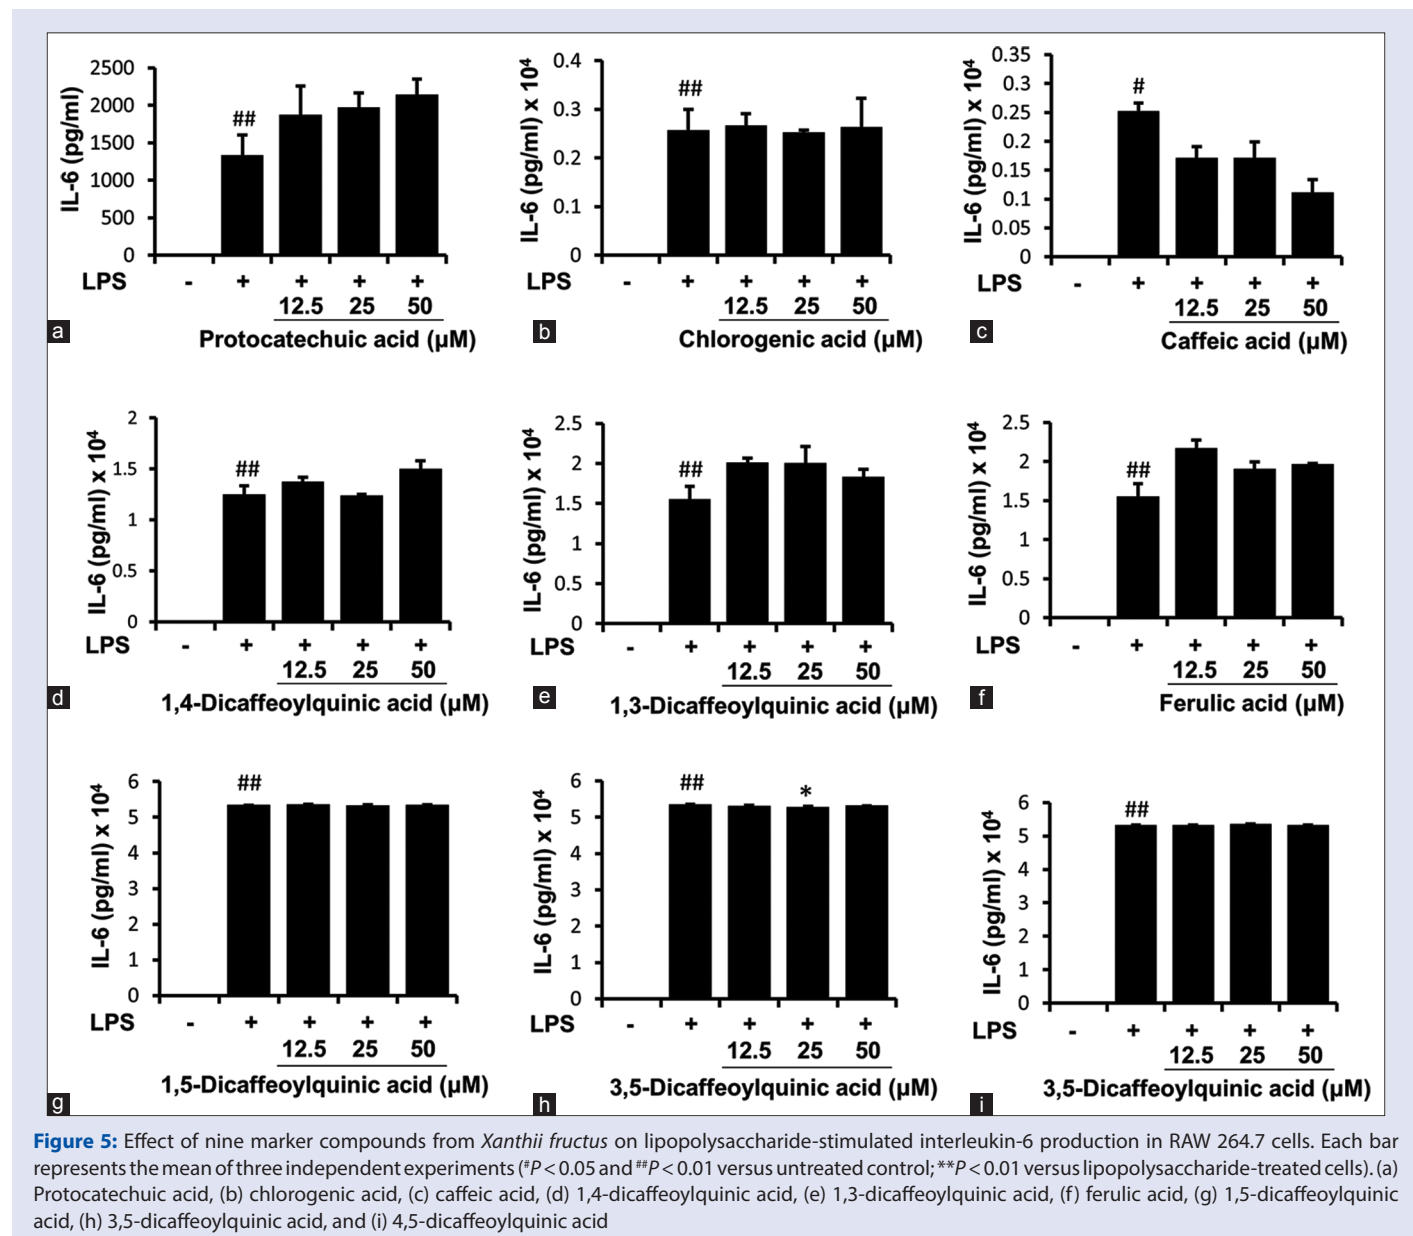 2500
2000
1500
1000
500
0
IL-6 (pg/ml)
##
LPS - + + + +
12.5 25 50
Protocatechuic acid (µM)
a
0.4
0.3
0.2
0.1
0
IL-6 (pg/ml) x 10⁴
##
LPS - + + + +
12.5 25 50
Chlorogenic acid (µM)
b
0.35
0.3
0.25
0.2
0.15
0.1
0.05
0
IL-6 (pg/ml) x 10⁴
#
LPS - + + + +
12.5 25 50
Caffeic acid (µM)
c
2
1.5
1
0.5
0
IL-6 (pg/ml) x 10⁴
##
LPS - + + + +
12.5 25 50
1,4-Dicaffeoylquinic acid (µM)
d
2.5
2
1.5
1
0.5
0
IL-6 (pg/ml) x 10⁴
##
LPS - + + + +
12.5 25 50
1,3-Dicaffeoylquinic acid (µM)
e
2.5
2
1.5
1
0.5
0
IL-6 (pg/ml) x 10⁴
##
LPS - + + + +
12.5 25 50
Ferulic acid (µM)
f
6
5
4
3
2
1
0
IL-6 (pg/ml) x 10⁴
##
LPS - + + + +
12.5 25 50
1,5-Dicaffeoylquinic acid (µM)
g
6
5
4
3
2
1
0
IL-6 (pg/ml) x 10⁴
##
*
LPS - + + + +
12.5 25 50
3,5-Dicaffeoylquinic acid (µM)
h
6
5
4
3
2
1
0
IL-6 (pg/ml) x 10⁴
##
LPS - + + + +
12.5 25 50
3,5-Dicaffeoylquinic acid (µM)
i
Figure 5: Effect of nine marker compounds from Xanthii fructus on lipopolysaccharide-stimulated interleukin-6 production in RAW 264.7 cells. Each bar
represents the mean of three independent experiments (#P < 0.05 and ##P < 0.01 versus untreated control; **P < 0.01 versus lipopolysaccharide-treated cells). (a)
Protocatechuic acid, (b) chlorogenic acid, (c) caffeic acid, (d) 1,4-dicaffeoylquinic acid, (e) 1,3-dicaffeoylquinic acid, (f) ferulic acid, (g) 1,5-dicaffeoylquinic
acid, (h) 3,5-dicaffeoylquinic acid, and (i) 4,5-dicaffeoylquinic acid